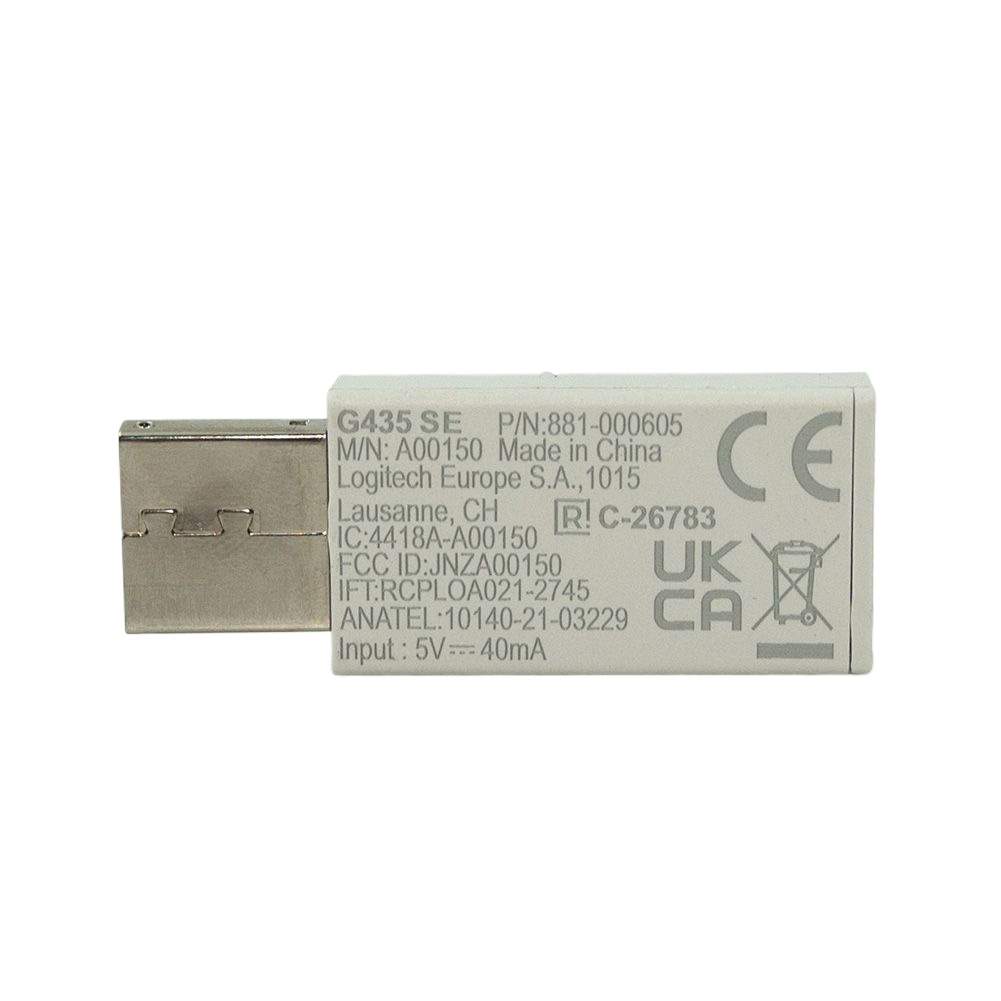 G435 SE P/N:881-000605
M/N: A00150 Made in China
Logitech Europe S.A.,1015
Lausanne, CH R C-26783
IC:4418A-A00150
FCC ID:JNZA00150
IFT:RCPLOA021-2745
ANATEL:10140-21-03229
Input : 5V⎓40mA
CE
UK
CA